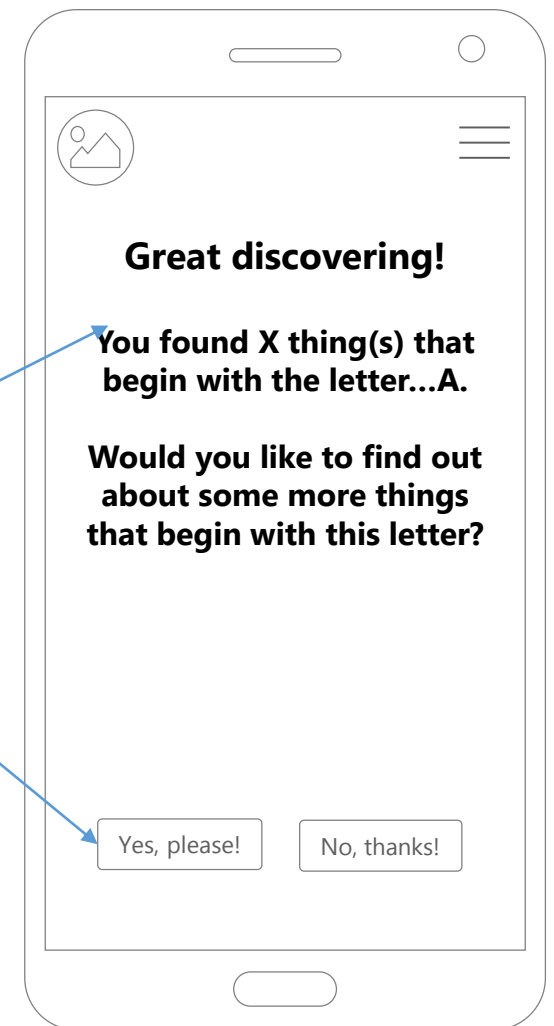 Great discovering!
You found X thing(s) that
begin with the letter...A.
Would you like to find out
about some more things
that begin with this letter?
Yes, please!
No, thanks!